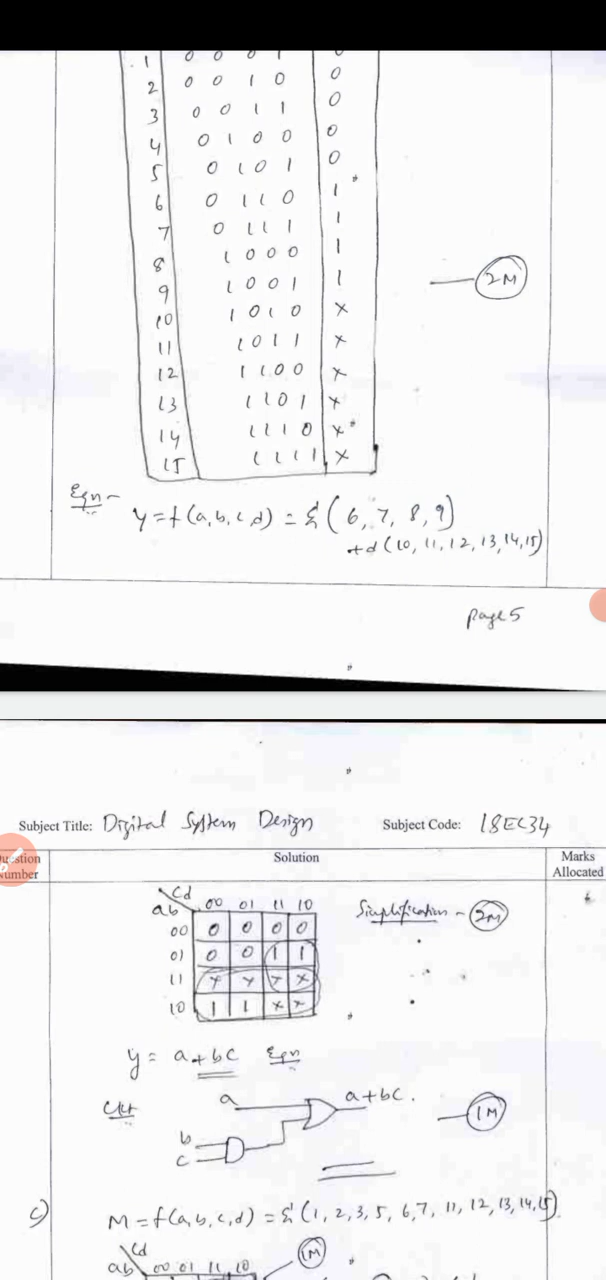 1 0 0 0 1 0
2 0 0 1 0 0
3 0 0 1 1 0
4 0 1 0 0 0
5 0 1 0 1 0
6 0 1 1 0 1
7 0 1 1 1 1
8 1 0 0 0 1
9 1 0 0 1 1
2M
10 1 0 1 0 x
11 1 0 1 1 x
12 1 1 0 0 x
13 1 1 0 1 x
14 1 1 1 0 x
15 1 1 1 1 x
Eqn -
y = f(a,b,c,d) = Σ(6, 7, 8, 9)
+d(10, 11, 12, 13, 14, 15)
page 5
Subject Title: Digital System Design Subject Code: 18EC34
Solution
Marks
Allocated
Number
cd
ab 00 01 11 10
Simplification - 2M
00 0 0 0 0
01 0 0 1 1
11 x x x x
10 1 1 x x
y = a+bc Eqn
Ckt
a a+bc.
1M
b
c
c) M = f(a,b,c,d) = Σ(1, 2, 3, 5, 6, 7, 11, 12, 13, 14, 15)
cd
1M
ab 00 01 11 10